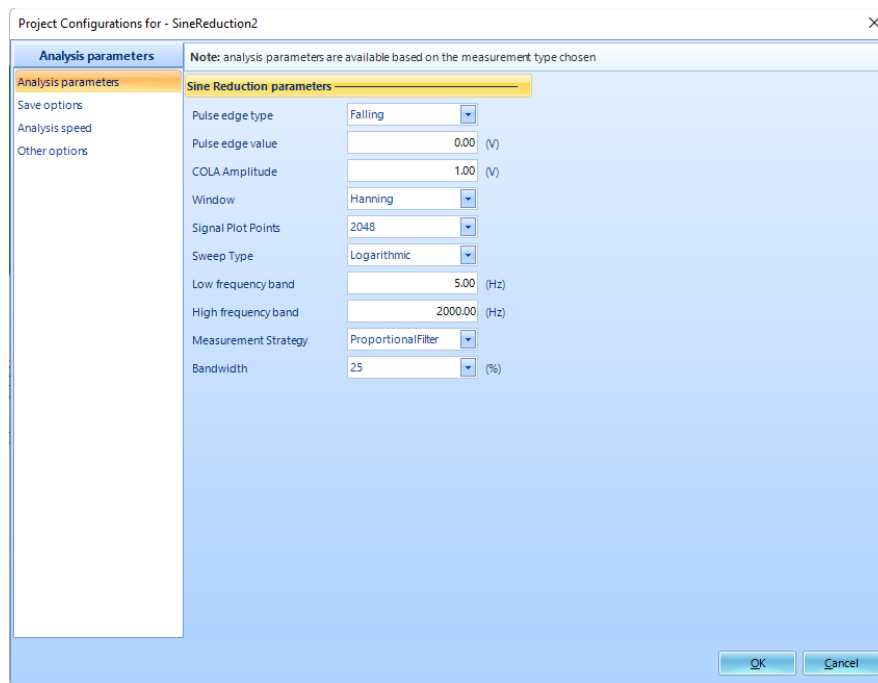 Project Configurations for - SineReduction2
Analysis parameters
Note: analysis parameters are available based on the measurement type chosen
Analysis parameters
Save options
Analysis speed
Other options
Sine Reduction parameters
Pulse edge type Falling
Pulse edge value 0.00 (V)
COLA Amplitude 1.00 (V)
Window Hanning
Signal Plot Points 2048
Sweep Type Logarithmic
Low frequency band 5.00 (Hz)
High frequency band 2000.00 (Hz)
Measurement Strategy ProportionalFilter
Bandwidth 25 (%)
OK Cancel